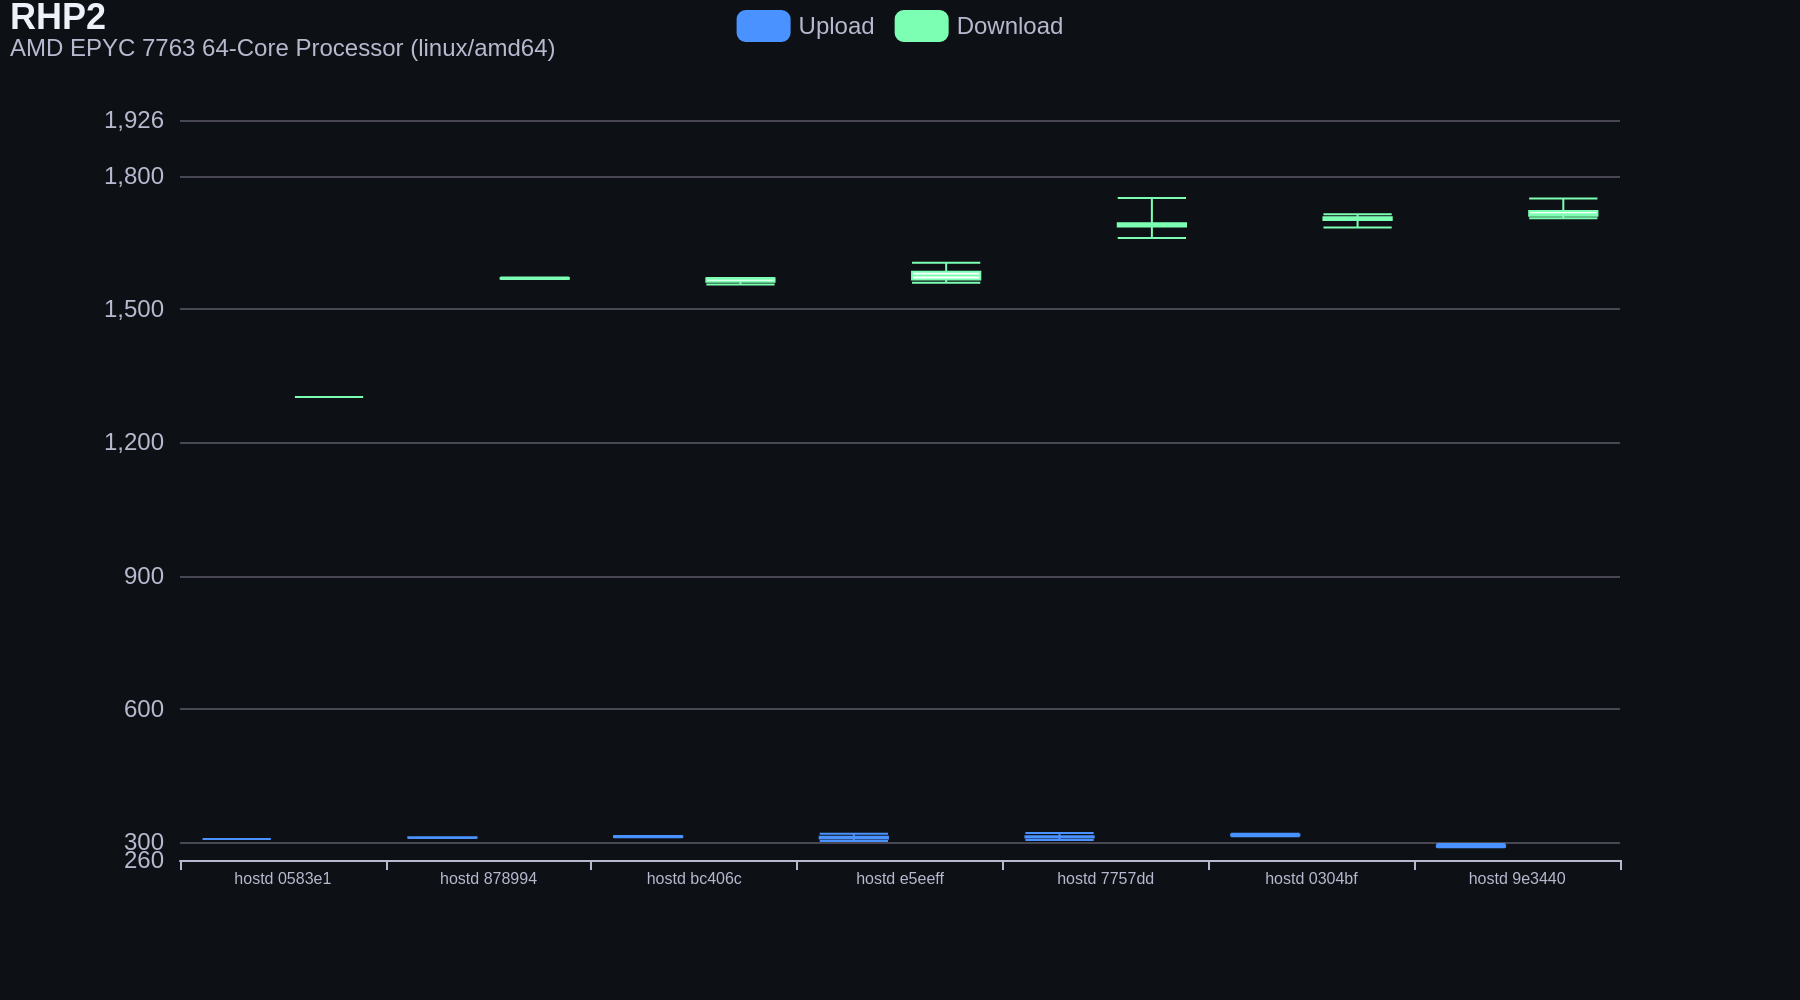 RHP2
AMD EPYC 7763 64-Core Processor (linux/amd64)
Upload
Download
1,926
1,800
1,500
1,200
900
600
300
260
hostd 0583e1
hostd 878994
hostd bc406c
hostd e5eeff
hostd 7757dd
hostd 0304bf
hostd 9e3440